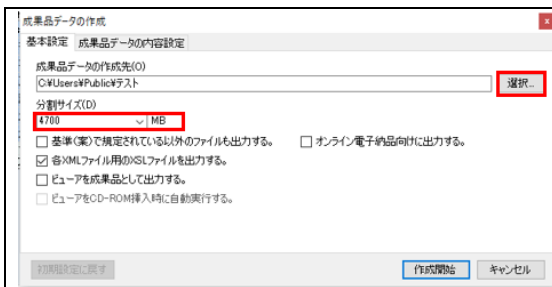 成果品データの作成
基本設定 成果品データの内容設定
成果品データの作成先(O)
C:¥Users¥Public¥テスト 選択...
分割サイズ(D)
4700 MB
基準(案)で規定されている以外のファイルも出力する。 オンライン電子納品向けに出力する。
各XMLファイル用のXSLファイルを出力する。
ビューアを成果品として出力する。
ビューアをCD-ROM挿入時に自動実行する。
初期設定に戻す 作成開始 キャンセル